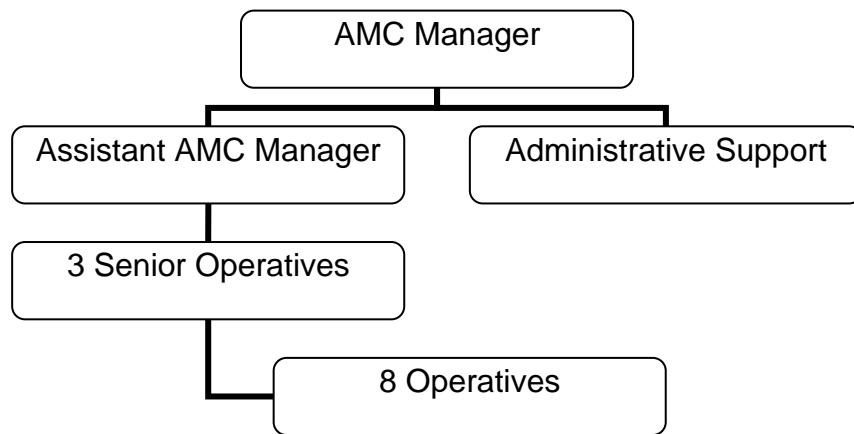 AMC Manager
Assistant AMC Manager
Administrative Support
3 Senior Operatives
8 Operatives